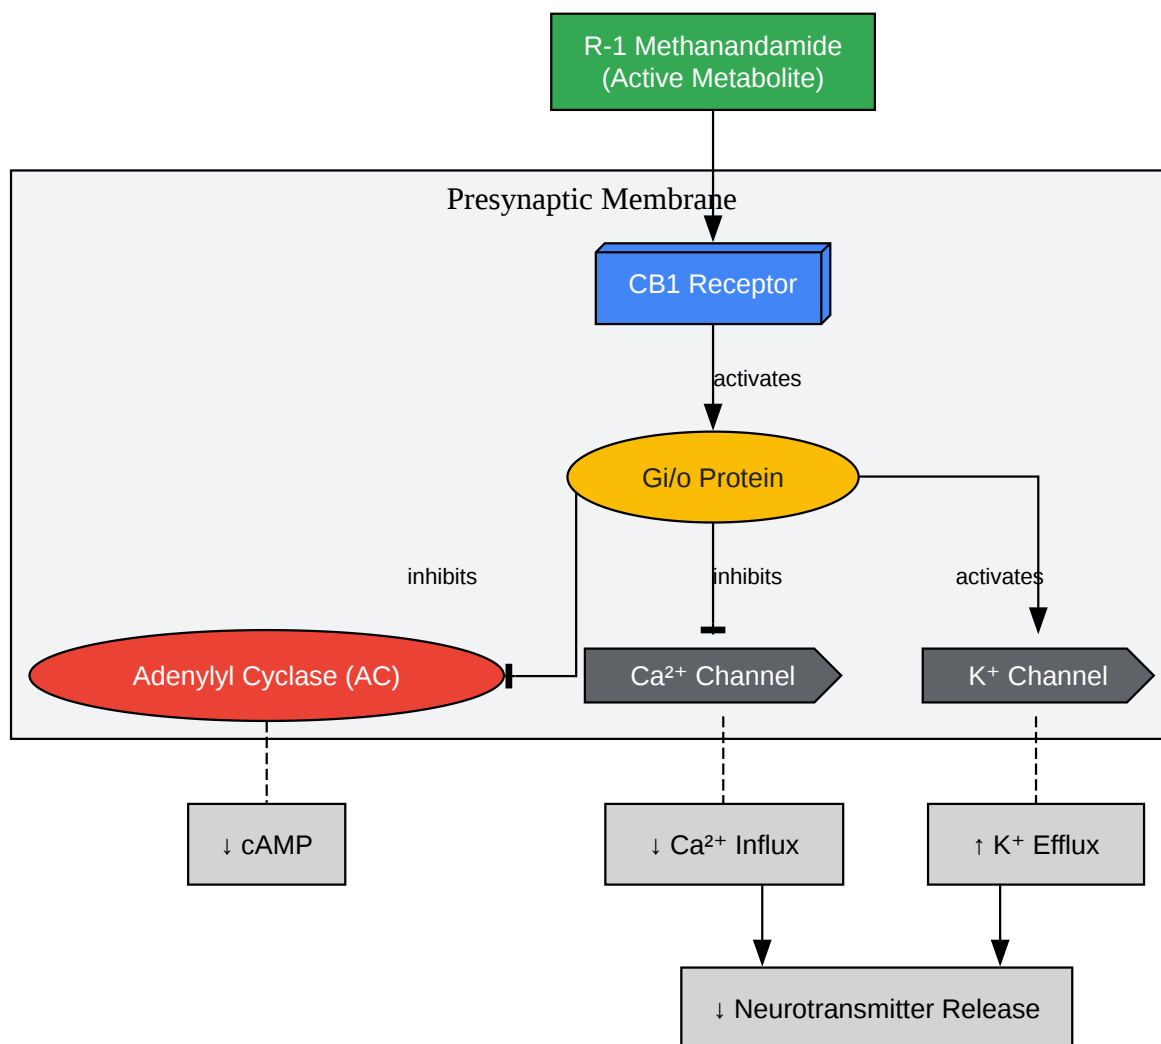 R-1 Methanandamide
(Active Metabolite)
Presynaptic Membrane
CB1 Receptor
activates
Gi/o Protein
inhibits
inhibits
activates
Adenylyl Cyclase (AC)
Ca²⁺ Channel
K⁺ Channel
↓ cAMP
↓ Ca²⁺ Influx
↑ K⁺ Efflux
↓ Neurotransmitter Release